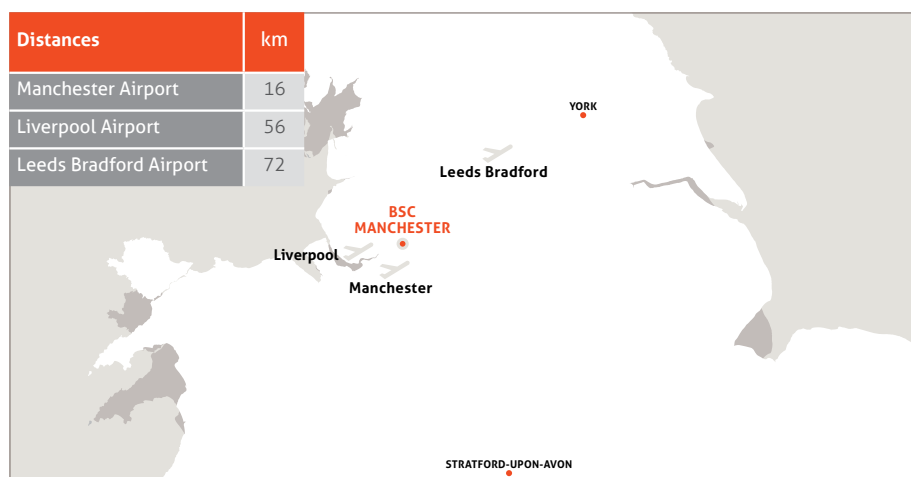 Distances km
Manchester Airport 16
Liverpool Airport 56
Leeds Bradford Airport 72
YORK
Leeds Bradford
BSC
MANCHESTER
Liverpool
Manchester
STRATFORD-UPON-AVON